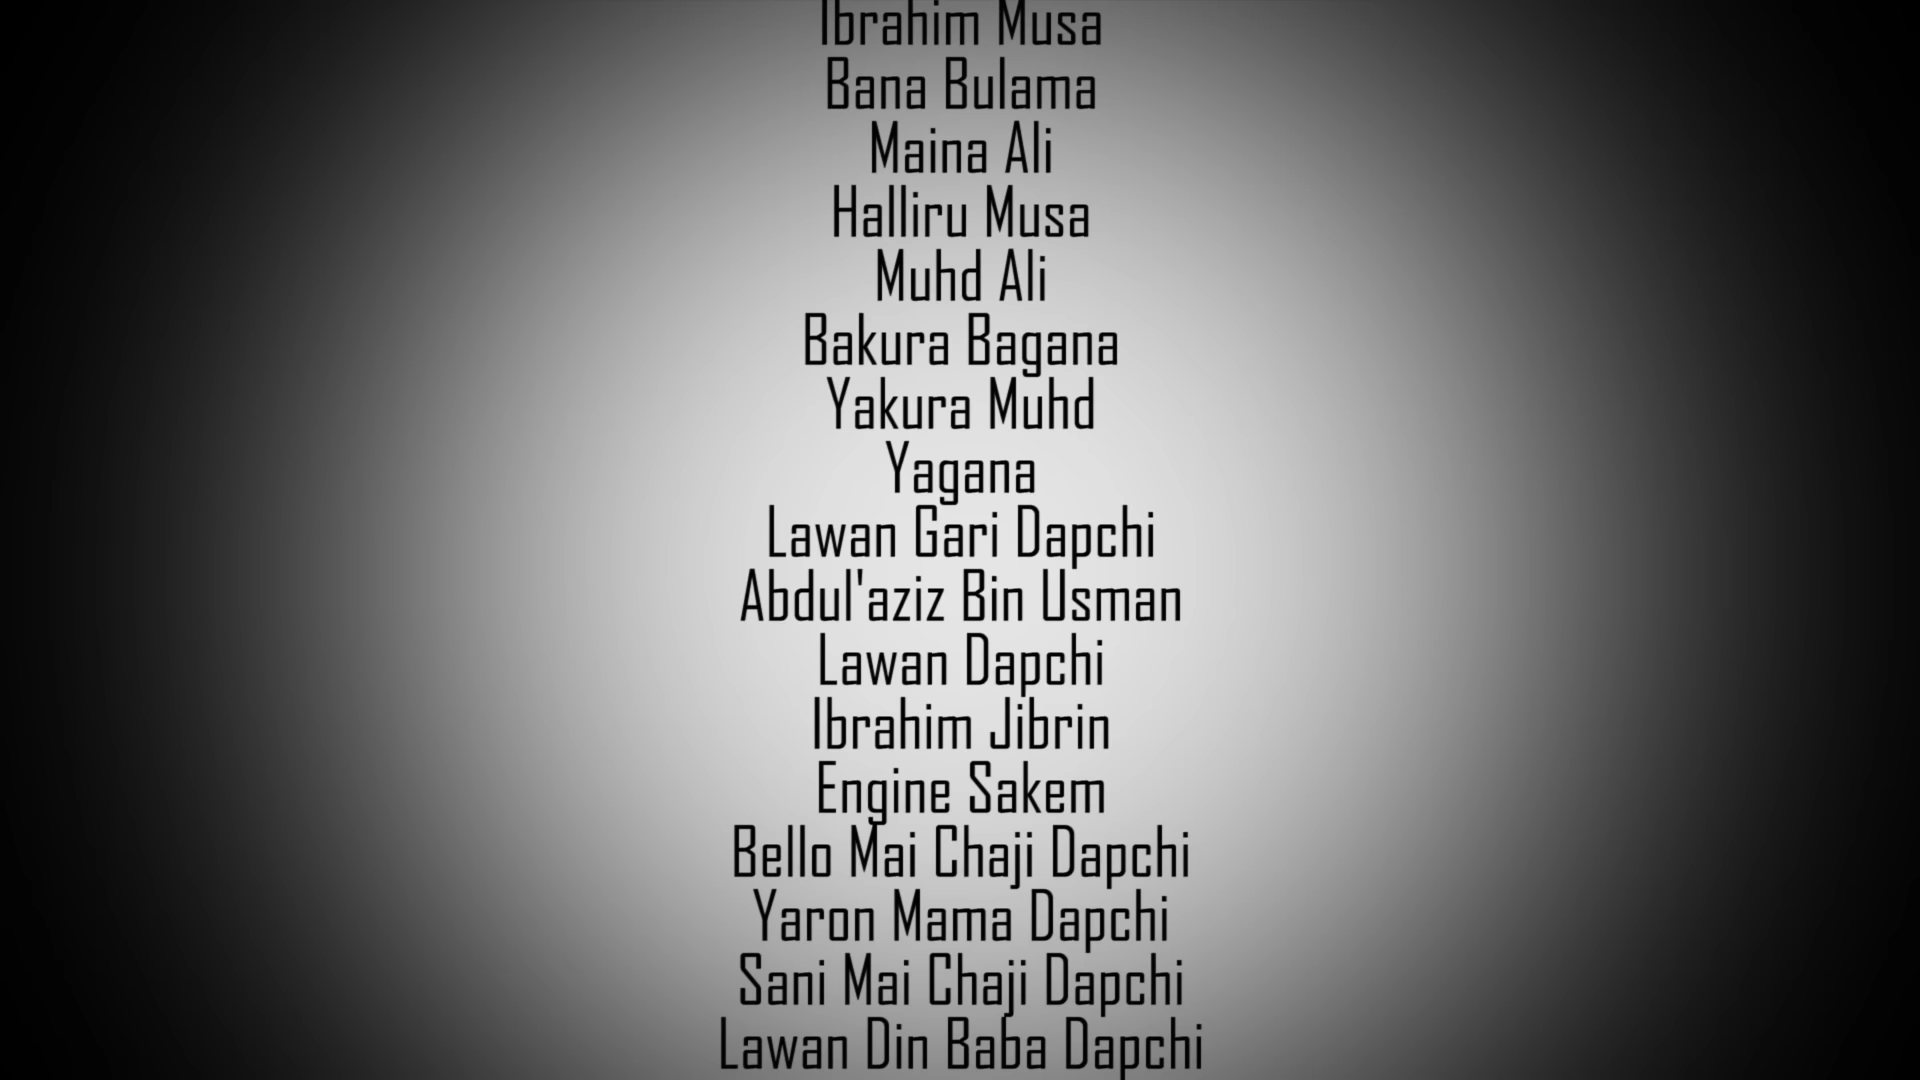 Ibrahim Musa
Bana Bulama
Maina Ali
Halliru Musa
Muhd Ali
Bakura Bagana
Yakura Muhd
Yagana
Lawan Gari Dapchi
Abdul'aziz Bin Usman
Lawan Dapchi
Ibrahim Jibrin
Engine Sakem
Bello Mai Chaji Dapchi
Yaron Mama Dapchi
Sani Mai Chaji Dapchi
Lawan Din Baba Dapchi